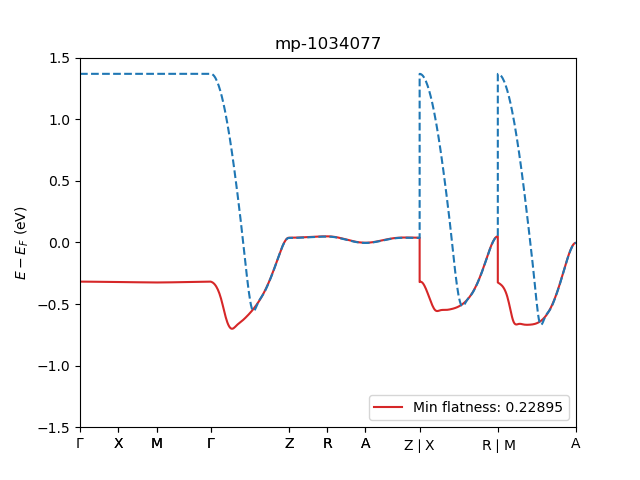 mp-1034077
E − E_F (eV)
1.5
1.0
0.5
0.0
−0.5
−1.0
−1.5
Min flatness: 0.22895
Γ X M Γ Z R A Z | X R | M A